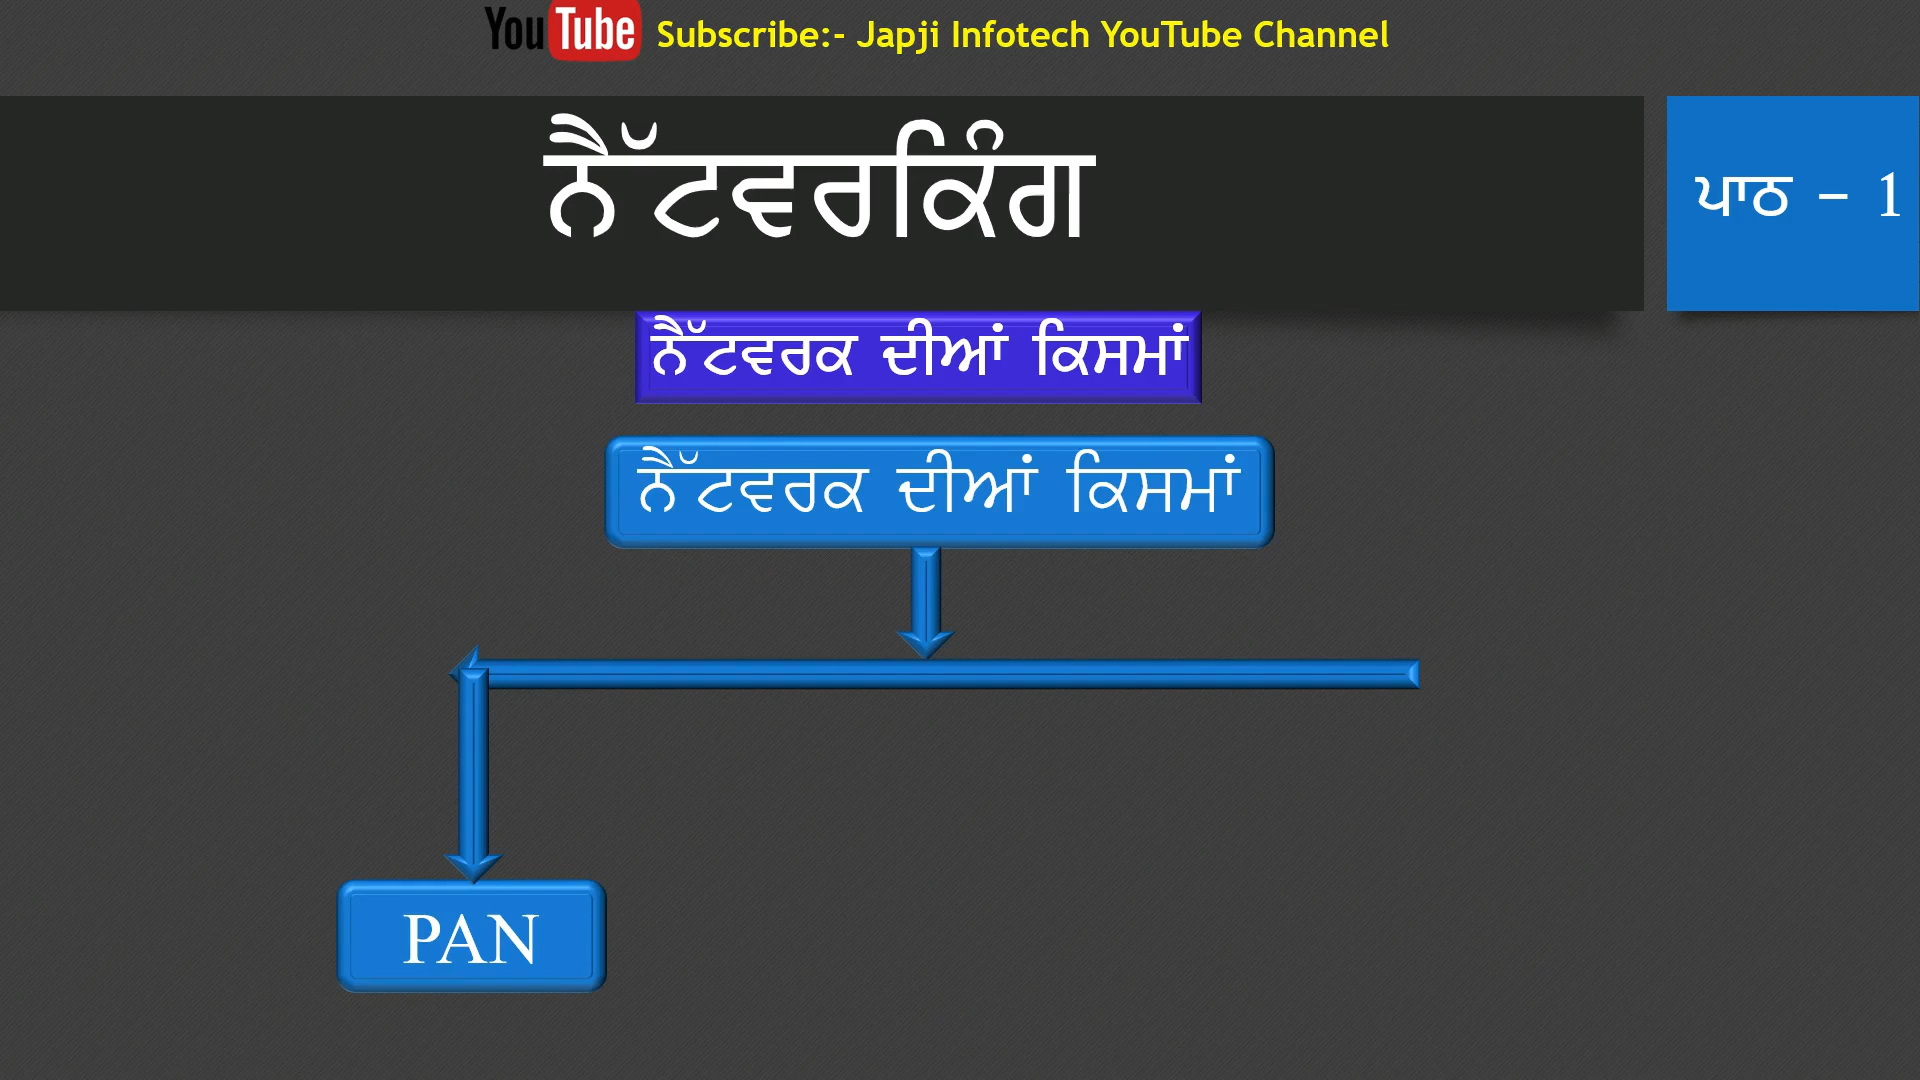 YouTube Subscribe:- Japji Infotech YouTube Channel
ਨੈੱਟਵਰਕਿੰਗ
ਪਾਠ - 1
ਨੈੱਟਵਰਕ ਦੀਆਂ ਕਿਸਮਾਂ
ਨੈੱਟਵਰਕ ਦੀਆਂ ਕਿਸਮਾਂ
PAN